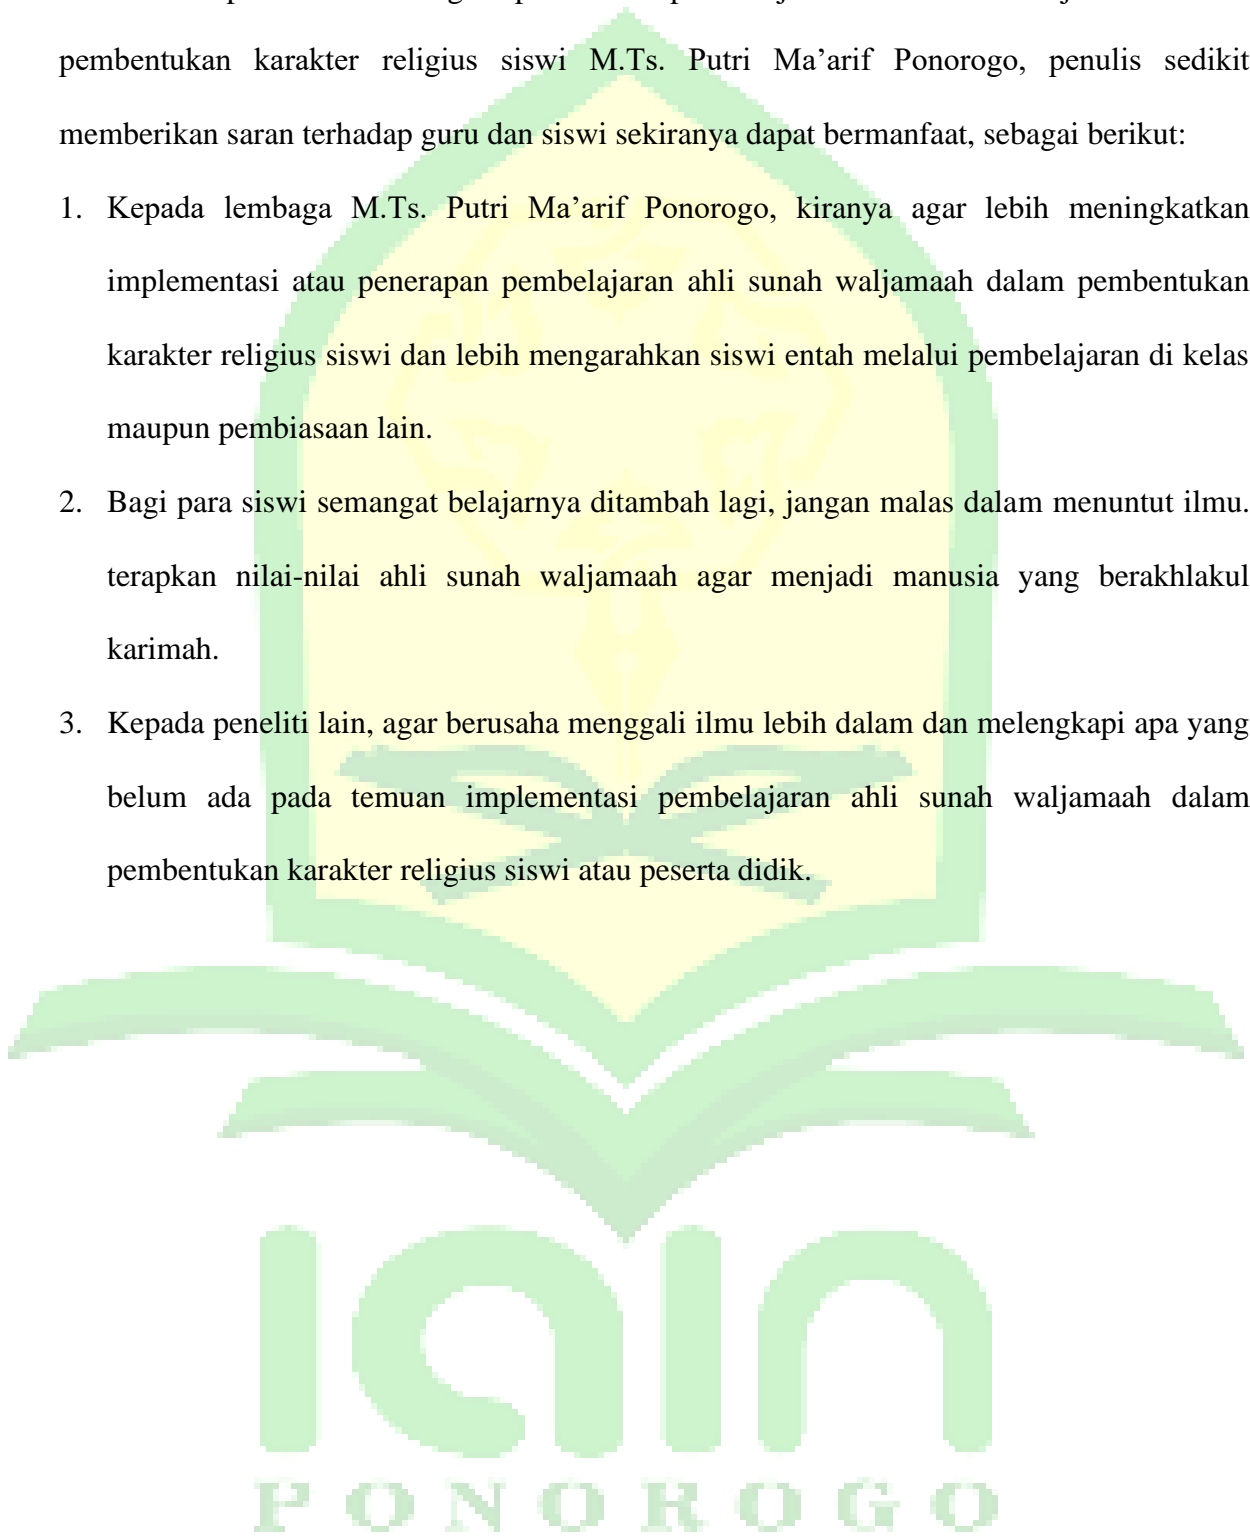 pembentukan karakter religius siswi M.Ts. Putri Ma’arif Ponorogo, penulis sedikit
memberikan saran terhadap guru dan siswi sekiranya dapat bermanfaat, sebagai berikut:
1. Kepada lembaga M.Ts. Putri Ma’arif Ponorogo, kiranya agar lebih meningkatkan
implementasi atau penerapan pembelajaran ahli sunah waljamaah dalam pembentukan
karakter religius siswi dan lebih mengarahkan siswi entah melalui pembelajaran di kelas
maupun pembiasaan lain.
2. Bagi para siswi semangat belajarnya ditambah lagi, jangan malas dalam menuntut ilmu.
terapkan nilai-nilai ahli sunah waljamaah agar menjadi manusia yang berakhlakul
karimah.
3. Kepada peneliti lain, agar berusaha menggali ilmu lebih dalam dan melengkapi apa yang
belum ada pada temuan implementasi pembelajaran ahli sunah waljamaah dalam
pembentukan karakter religius siswi atau peserta didik.
iain
PONOROGO